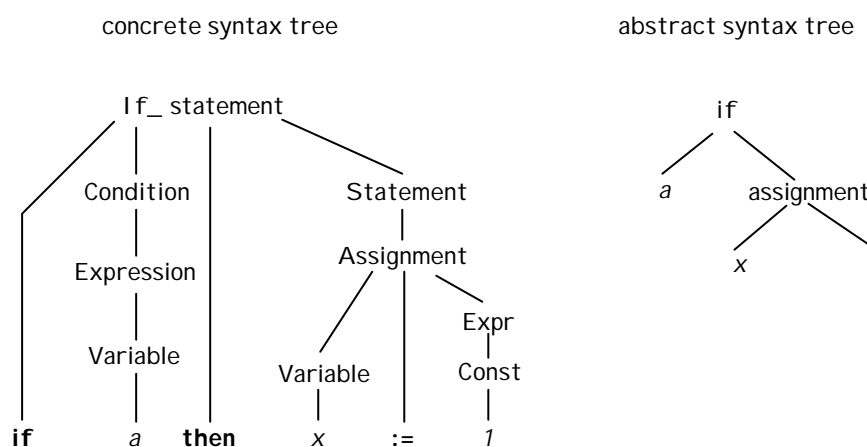 concrete syntax tree abstract syntax tree
If_ statement if
Condition Statement a assignment
Expression Assignment x
Variable Variable Expr
Const
if a then x := 1